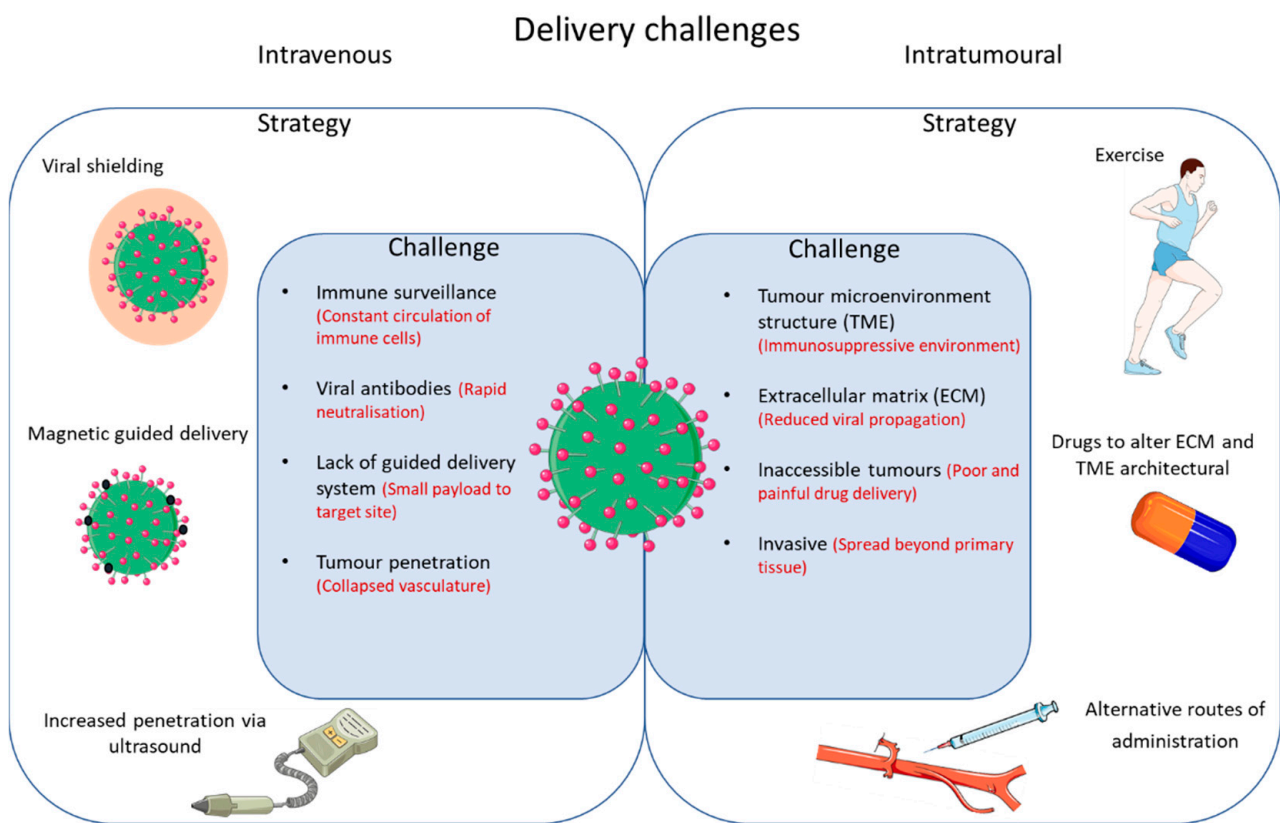 Delivery challenges
Intravenous
Intratumoural
Strategy
Viral shielding
Magnetic guided delivery
Increased penetration via
ultrasound
Challenge
• Immune surveillance
(Constant circulation of
immune cells)
• Viral antibodies (Rapid
neutralisation)
• Lack of guided delivery
system (Small payload to
target site)
• Tumour penetration
(Collapsed vasculature)
Strategy
Challenge
• Tumour microenvironment
structure (TME)
(Immunosuppressive environment)
• Extracellular matrix (ECM)
(Reduced viral propagation)
• Inaccessible tumours (Poor and
painful drug delivery)
• Invasive (Spread beyond primary
tissue)
Exercise
Drugs to alter ECM and
TME architectural
Alternative routes of
administration